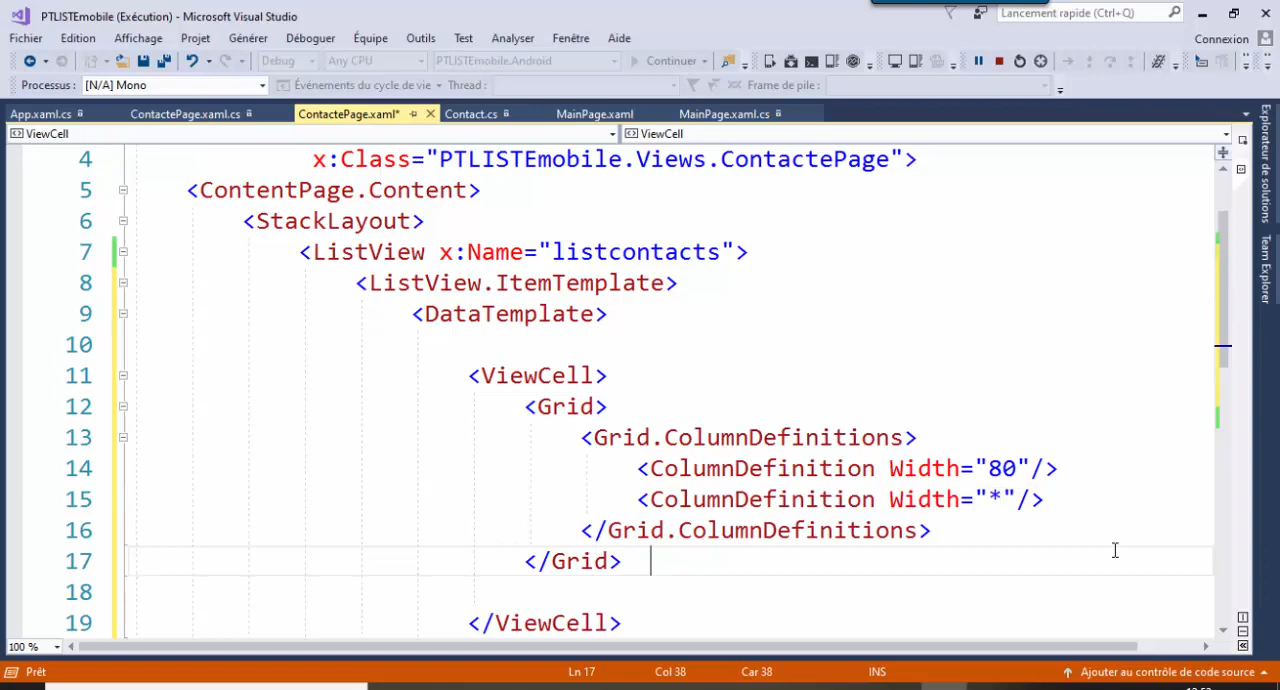 PTLISTEmobile (Exécution) - Microsoft Visual Studio
Lancement rapide (Ctrl+Q)
Fichier Edition Affichage Projet Générer Déboguer Équipe Outils Test Analyser Fenêtre Aide
Connexion
Debug Any CPU PTLISTEmobile.Android Continuer
Processus : [N/A] Mono Événements du cycle de vie Thread : Frame de pile :
App.xaml.cs ContactePage.xaml.cs ContactePage.xaml* Contact.cs MainPage.xaml MainPage.xaml.cs
ViewCell ViewCell
4 x:Class="PTLISTEmobile.Views.ContactePage">
5 <ContentPage.Content>
6 <StackLayout>
7 <ListView x:Name="listcontacts">
8 <ListView.ItemTemplate>
9 <DataTemplate>
10
11 <ViewCell>
12 <Grid>
13 <Grid.ColumnDefinitions>
14 <ColumnDefinition Width="80"/>
15 <ColumnDefinition Width="*"/>
16 </Grid.ColumnDefinitions>
17 </Grid>
18
19 </ViewCell>
Explorateur de solutions
Team Explorer
100 %
Prêt Ln 17 Col 38 Car 38 INS Ajouter au contrôle de code source